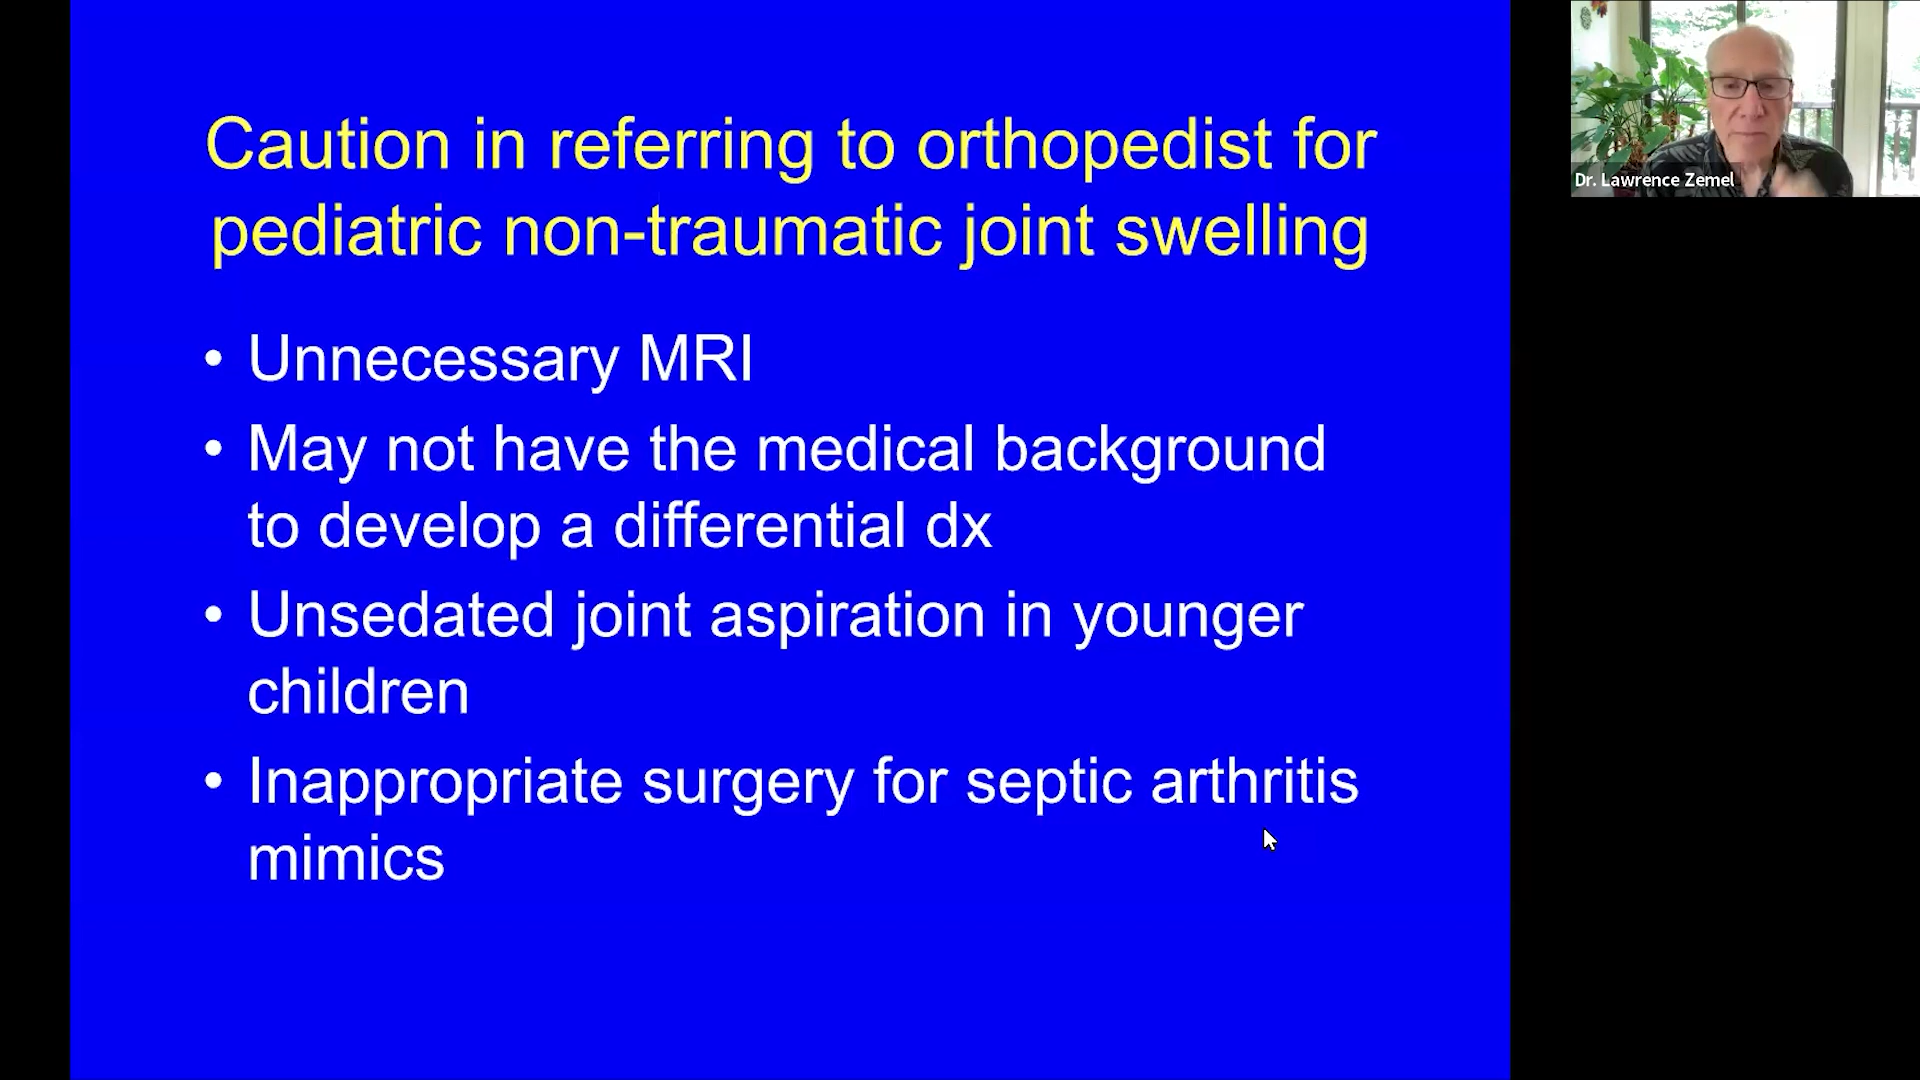 Caution in referring to orthopedist for
pediatric non-traumatic joint swelling
• Unnecessary MRI
• May not have the medical background
to develop a differential dx
• Unsedated joint aspiration in younger
children
• Inappropriate surgery for septic arthritis
mimics
Dr. Lawrence Zemel